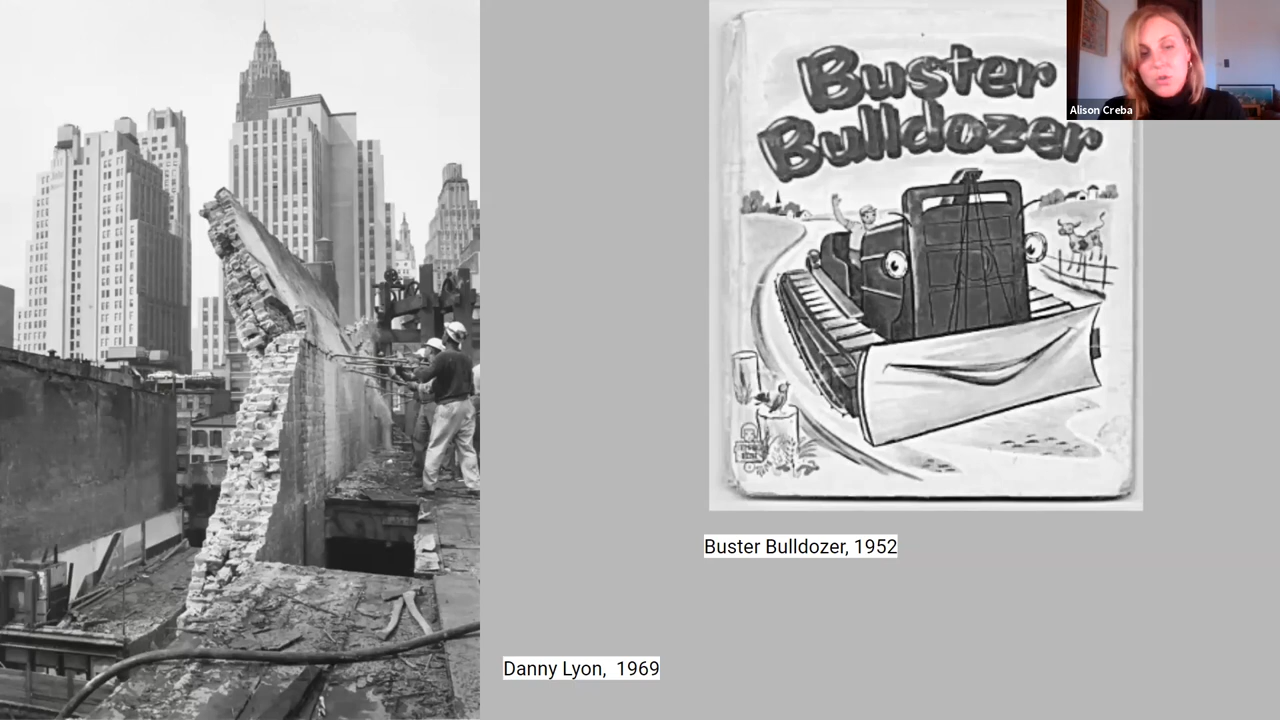 Buster
Bulldozer
Alison Creba
Buster Bulldozer, 1952
Danny Lyon,  1969